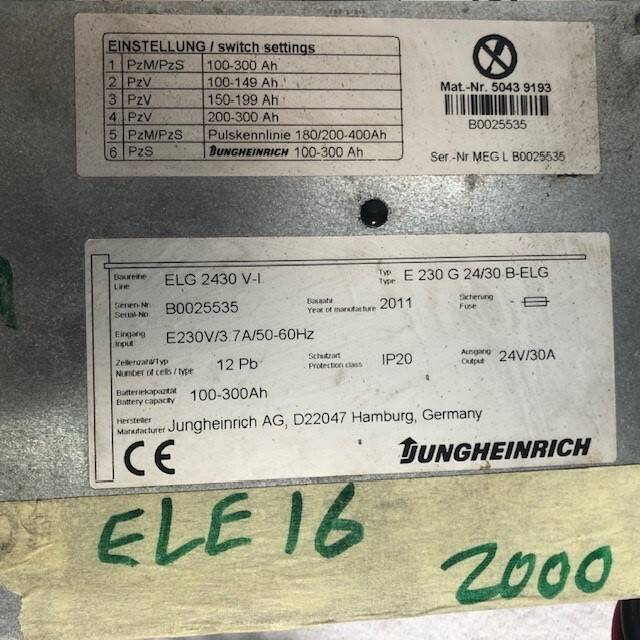 EINSTELLUNG / switch settings
1 PzM/PzS 100-300 Ah
2 PzV 100-149 Ah
3 PzV 150-199 Ah
4 PzV 200-300 Ah
5 PzM/PzS Pulskennlinie 180/200-400Ah
6 PzS JUNGHEINRICH 100-300 Ah
Mat.-Nr. 5043 9193
B0025535
Ser -Nr MEG L B0025535
Baureihe Line ELG 2430 V-I Typ Type E 230 G 24/30 B-ELG
Serien-Nr. Serial-No B0025535 Baujahr Year of manufacture 2011 Sicherung Fuse
Eingang Input E230V/3.7A/50-60Hz
Zellenzahl/Typ Number of cells / type 12 Pb Schutzart Protection class IP20 Ausgang Output 24V/30A
Batteriekapazität Battery capacity 100-300Ah
Hersteller Manufacturer Jungheinrich AG, D22047 Hamburg, Germany
CE JUNGHEINRICH
ELE 16
2000